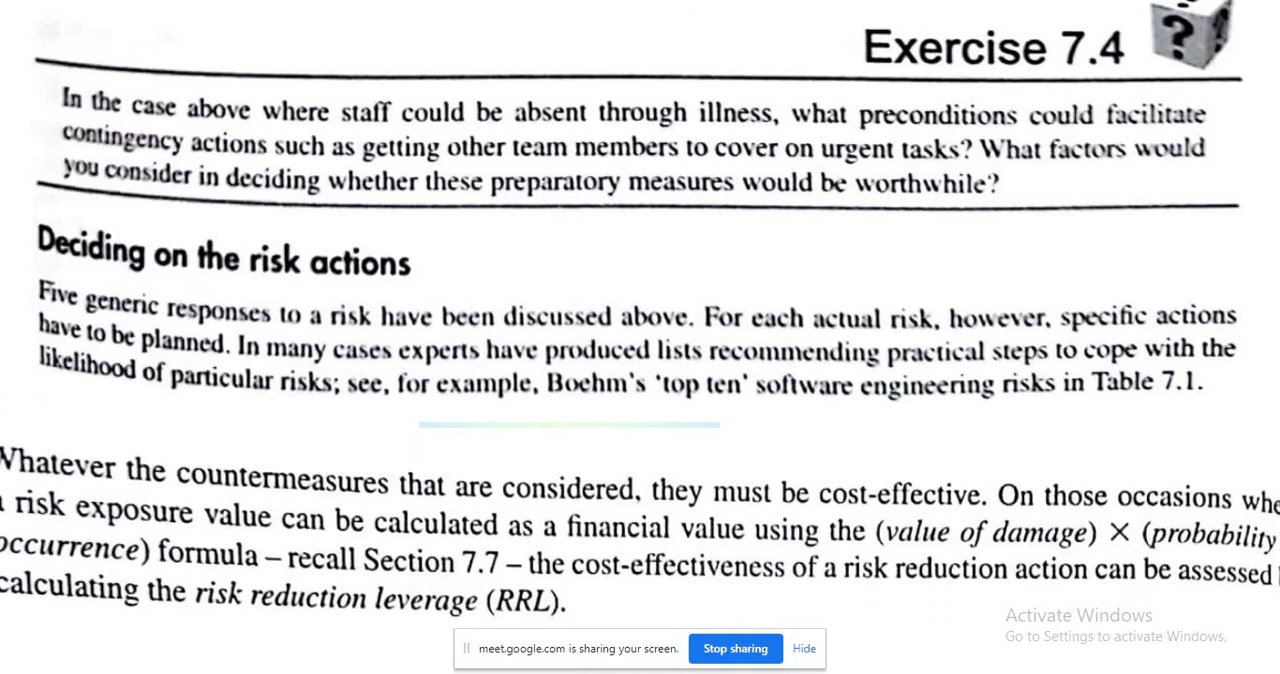 Exercise 7.4
?
In the case above where staff could be absent through illness, what preconditions could facilitate
contingency actions such as getting other team members to cover on urgent tasks? What factors would
you consider in deciding whether these preparatory measures would be worthwhile?
Deciding on the risk actions
Five generic responses to a risk have been discussed above. For each actual risk, however, specific actions
have to be planned. In many cases experts have produced lists recommending practical steps to cope with the
likelihood of particular risks; see, for example, Boehm's 'top ten' software engineering risks in Table 7.1.
Whatever the countermeasures that are considered, they must be cost-effective. On those occasions whe
risk exposure value can be calculated as a financial value using the (value of damage) × (probability
occurrence) formula – recall Section 7.7 – the cost-effectiveness of a risk reduction action can be assessed
calculating the risk reduction leverage (RRL).
Activate Windows
Go to Settings to activate Windows.
meet.google.com is sharing your screen. Stop sharing Hide